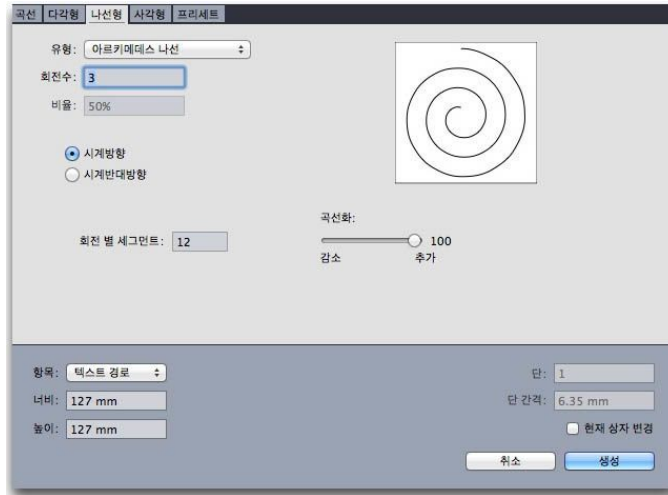 곡선 다각형 나선형 사각형 프리세트
유형: 아르키메데스 나선
회전수: 3
비율: 50%
시계방향
시계반대방향
회전 별 세그먼트: 12
곡선화:
100
감소 추가
항목: 텍스트 경로
너비: 127 mm
높이: 127 mm
단: 1
단 간격: 6.35 mm
현재 상자 변경
취소 생성